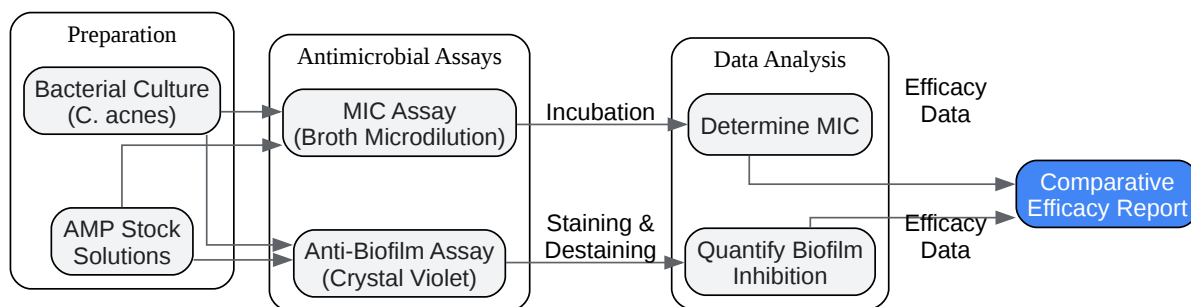 Preparation
Bacterial Culture
(C. acnes)
AMP Stock
Solutions
Antimicrobial Assays
MIC Assay
(Broth Microdilution)
Anti-Biofilm Assay
(Crystal Violet)
Incubation
Staining &
Destaining
Data Analysis
Determine MIC
Quantify Biofilm
Inhibition
Efficacy
Data
Efficacy
Data
Comparative
Efficacy Report